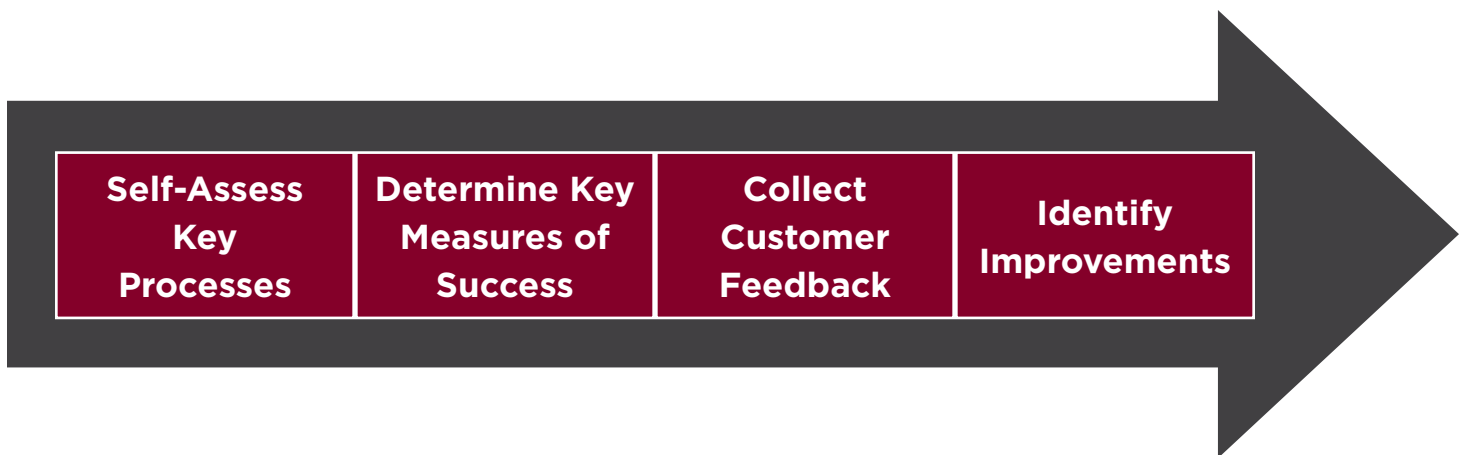 Self-Assess
Key
Processes
Determine Key
Measures of
Success
Collect
Customer
Feedback
Identify
Improvements